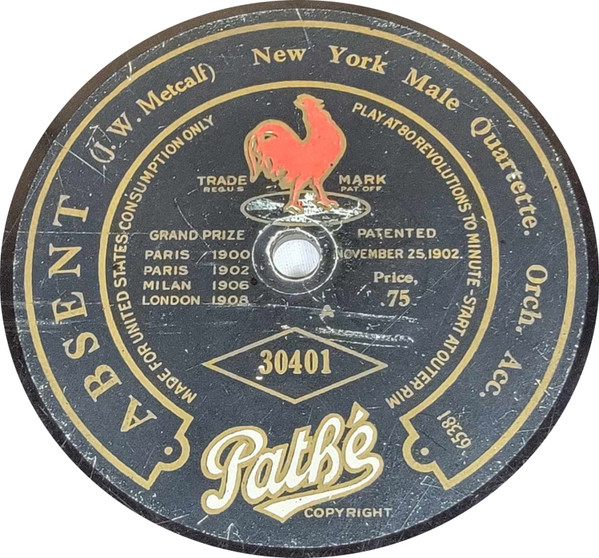 ABSENT (J. W. Metcalf) New York Male Quartette. Orch. Acc.
65381
MADE FOR UNITED STATES CONSUMPTION ONLY
PLAY AT 80 REVOLUTIONS TO MINUTE - START AT OUTER RIM
TRADE MARK
REG. U S PAT. OFF.
GRAND PRIZE
PARIS 1900
PARIS 1902
MILAN 1906
LONDON 1908
PATENTED
NOVEMBER 25, 1902.
Price,
.75
30401
Pathé
COPYRIGHT